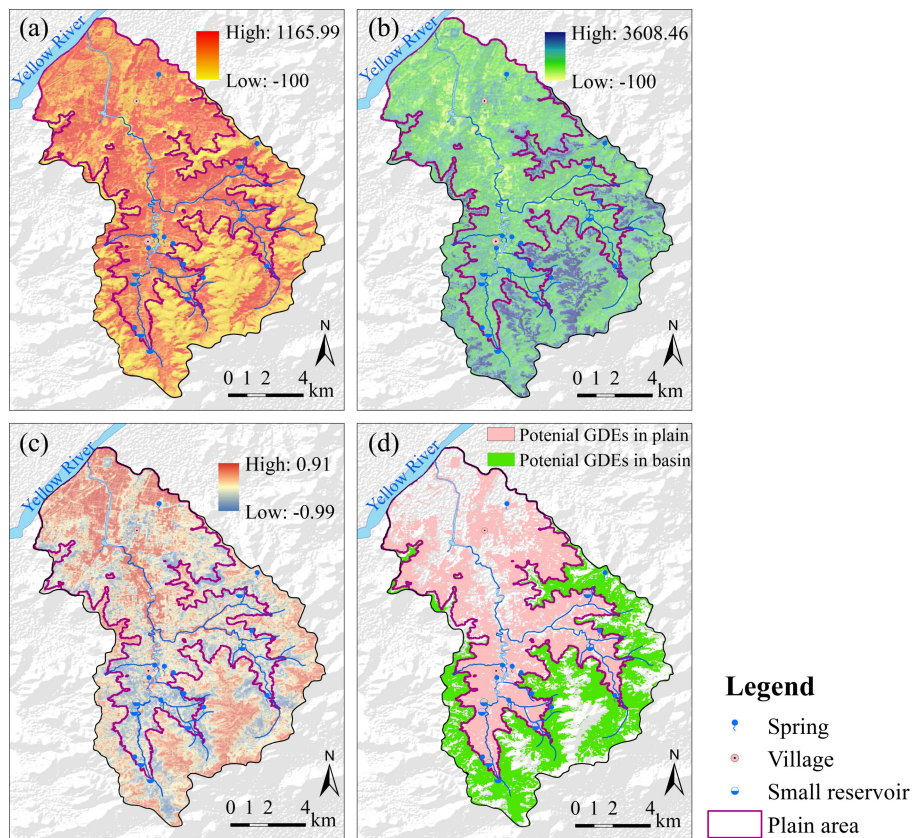 (a)
High: 1165.99
Low: -100
Yellow River
N
0 1 2 4
km
(b)
High: 3608.46
Low: -100
Yellow River
N
0 1 2 4
km
(c)
High: 0.91
Low: -0.99
Yellow River
N
0 1 2 4
km
(d)
Potenial GDEs in plain
Potenial GDEs in basin
Yellow River
N
0 1 2 4
km
Legend
Spring
Village
Small reservoir
Plain area